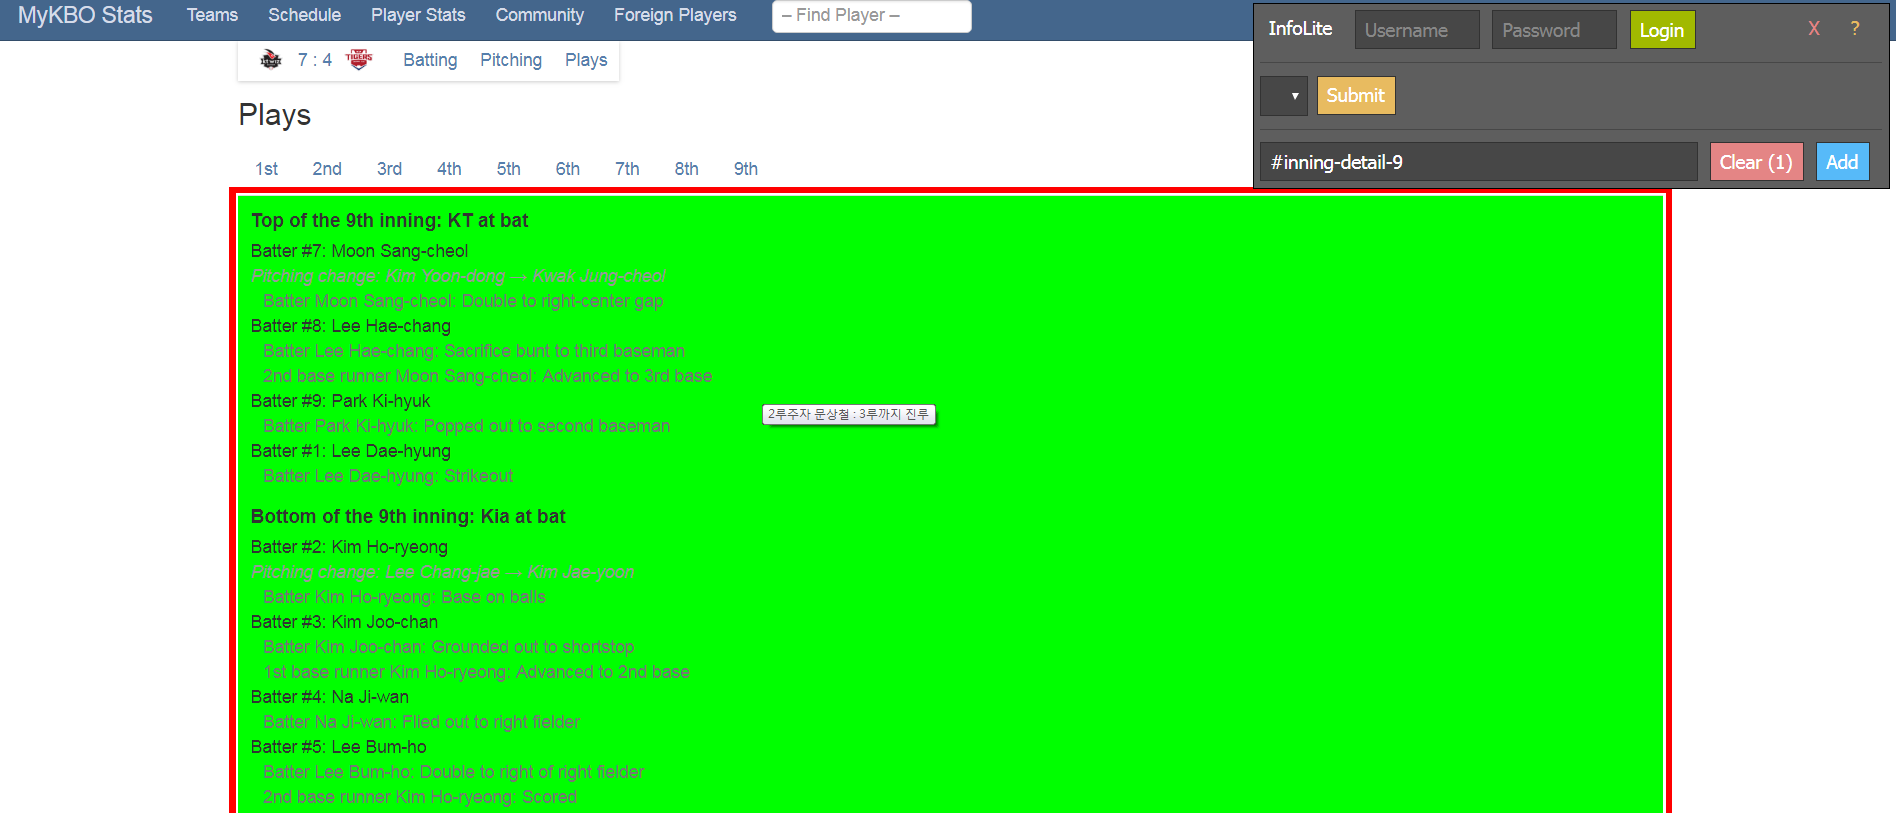 MyKBO Stats Teams Schedule Player Stats Community Foreign Players – Find Player –
InfoLite Username Password Login X ?
Submit
#inning-detail-9 Clear (1) Add
7 : 4 TIGERS Batting Pitching Plays
Plays
1st 2nd 3rd 4th 5th 6th 7th 8th 9th
Top of the 9th inning: KT at bat
Batter #7: Moon Sang-cheol
Pitching change: Kim Yoon-dong → Kwak Jung-cheol
Batter Moon Sang-cheol: Double to right-center gap
Batter #8: Lee Hae-chang
Batter Lee Hae-chang: Sacrifice bunt to third baseman
2nd base runner Moon Sang-cheol: Advanced to 3rd base
Batter #9: Park Ki-hyuk
2루주자 문상철 : 3루까지 진루
Batter Park Ki-hyuk: Popped out to second baseman
Batter #1: Lee Dae-hyung
Batter Lee Dae-hyung: Strikeout
Bottom of the 9th inning: Kia at bat
Batter #2: Kim Ho-ryeong
Pitching change: Lee Chang-jae → Kim Jae-yoon
Batter Kim Ho-ryeong: Base on balls
Batter #3: Kim Joo-chan
Batter Kim Joo-chan: Grounded out to shortstop
1st base runner Kim Ho-ryeong: Advanced to 2nd base
Batter #4: Na Ji-wan
Batter Na Ji-wan: Flied out to right fielder
Batter #5: Lee Bum-ho
Batter Lee Bum-ho: Double to right of right fielder
2nd base runner Kim Ho-ryeong: Scored